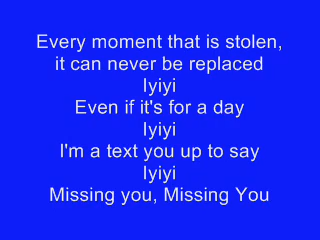 Every moment that is stolen,
it can never be replaced
Iyiyi
Even if it's for a day
Iyiyi
I'm a text you up to say
Iyiyi
Missing you, Missing You